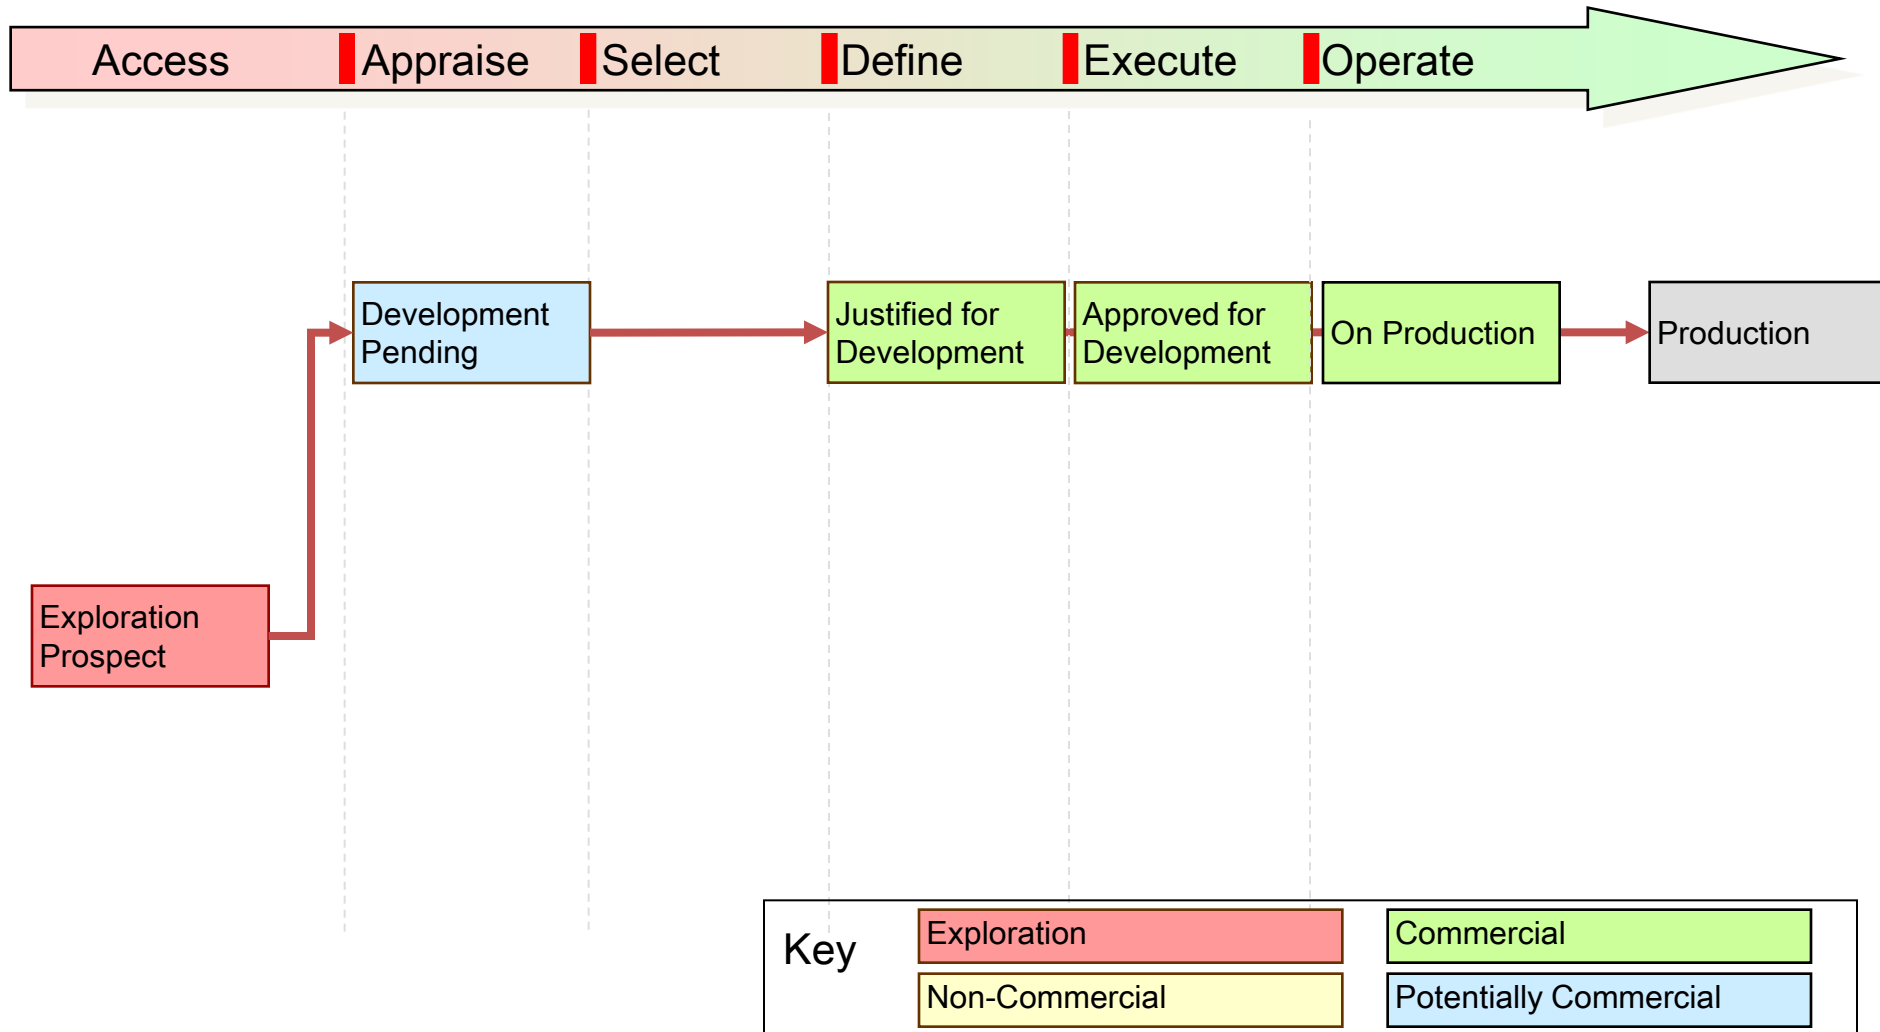 Access
Appraise
Select
Define
Execute
Operate
Development
Pending
Justified for
Development
Approved for
Development
On Production
Production
Exploration
Prospect
Key
Exploration
Commercial
Non-Commercial
Potentially Commercial